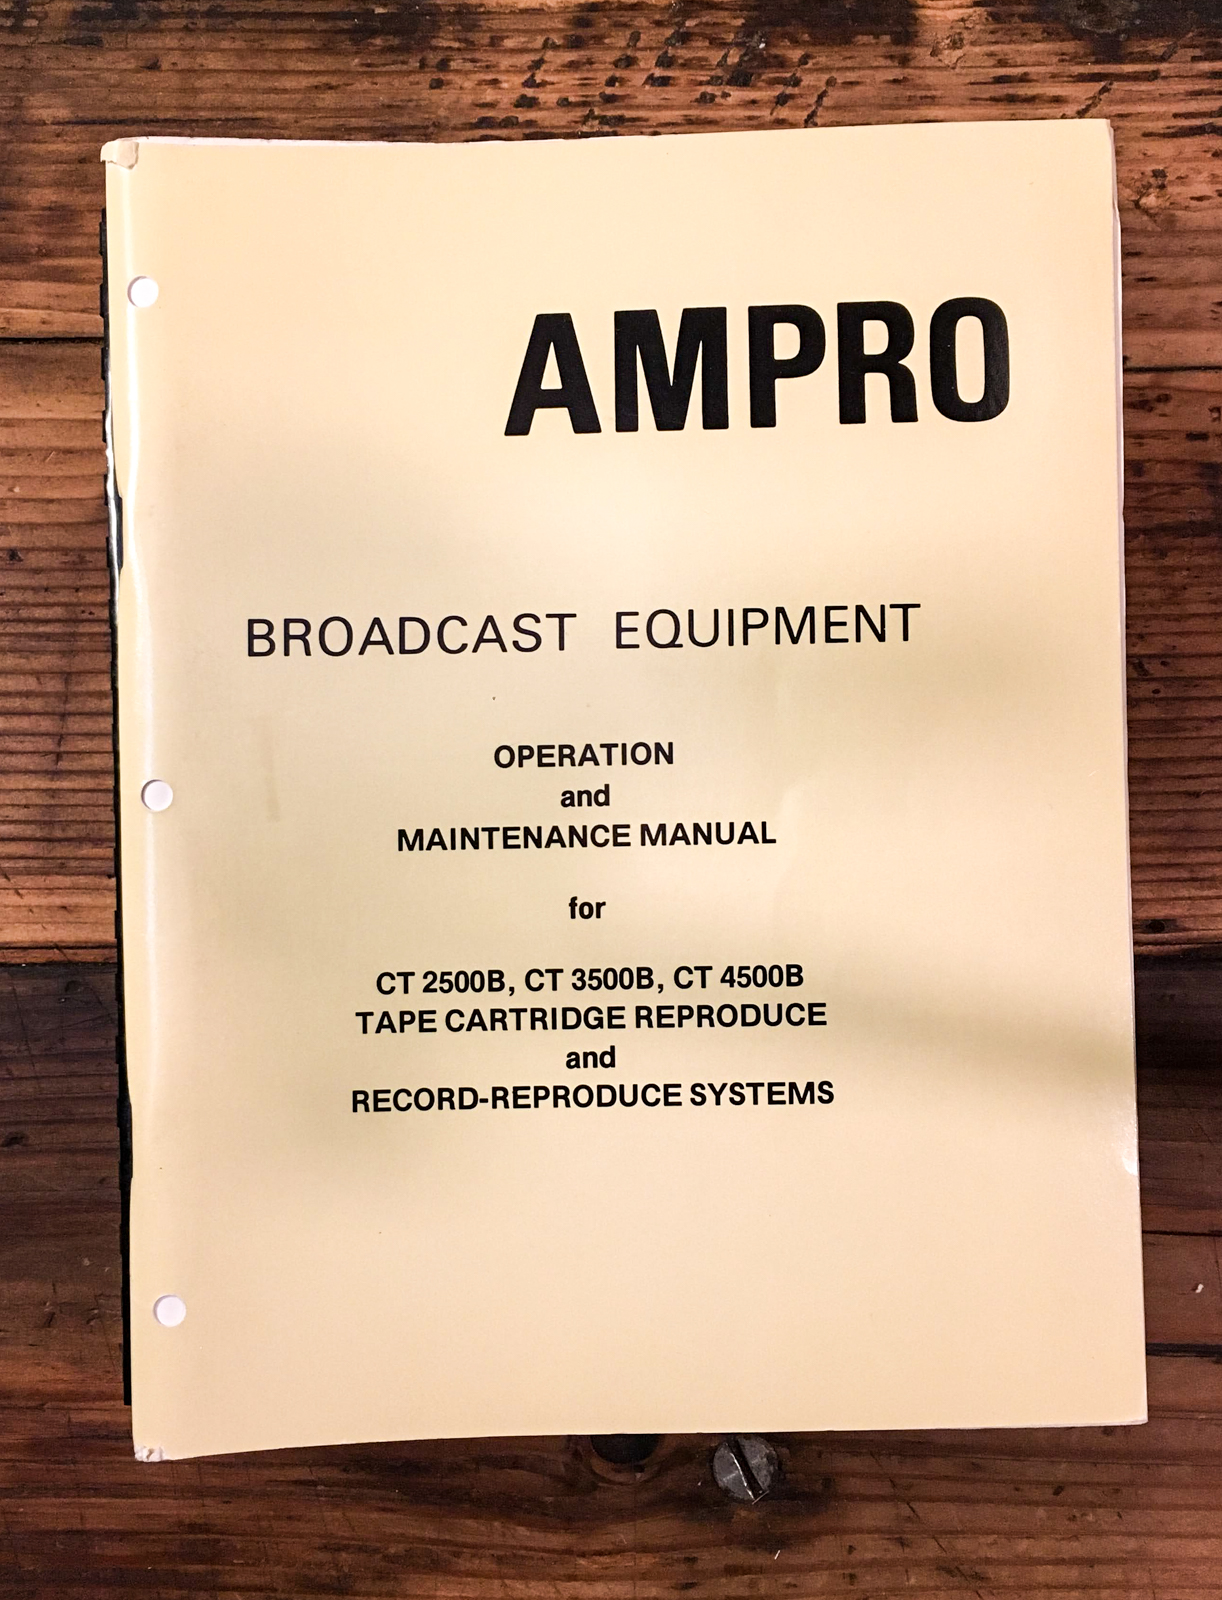 AMPRO
BROADCAST EQUIPMENT
OPERATION
and
MAINTENANCE MANUAL
for
CT 2500B, CT 3500B, CT 4500B
TAPE CARTRIDGE REPRODUCE
and
RECORD-REPRODUCE SYSTEMS